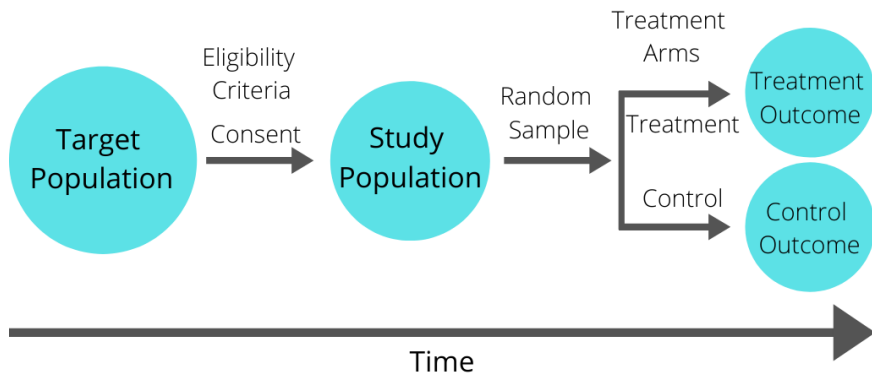 Target
Population
Eligibility
Criteria
Consent
Study
Population
Random
Sample
Treatment
Arms
Treatment
Control
Treatment
Outcome
Control
Outcome
Time